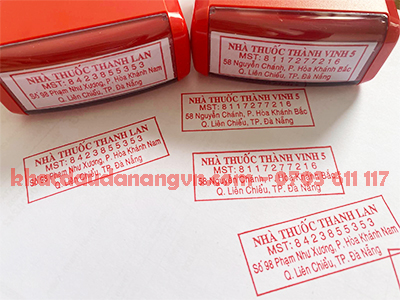 NHÀ THUỐC THANH LAN
MST: 8423855353
Số 98 Phạm Như Xương, P. Hòa Khánh Nam
Q. Liên Chiểu, TP. Đà Nẵng
NHÀ THUỐC THÀNH VINH 5
MST: 8117277216
58 Nguyễn Chánh, P. Hòa Khánh Bắc
Q. Liên Chiểu, TP. Đà Nẵng
NHÀ THUỐC THANH LAN
MST: 8423855353
Số 98 Phạm Như Xương, P. Hòa Khánh Nam
Q. Liên Chiểu, TP. Đà Nẵng
NHÀ THUỐC THÀNH VINH 5
MST: 8117277216
58 Nguyễn Chánh, P. Hòa Khánh Bắc
Q. Liên Chiểu, TP. Đà Nẵng
NHÀ THUỐC THÀNH VINH 5
MST: 8117277216
58 Nguyễn Chánh, P. Hòa Khánh Bắc
Q. Liên Chiểu, TP. Đà Nẵng
khacdaudanangvn.com - 0703 611 117
NHÀ THUỐC THANH LAN
MST: 8423855353
Số 98 Phạm Như Xương, P. Hòa Khánh Nam
Q. Liên Chiểu, TP. Đà Nẵng